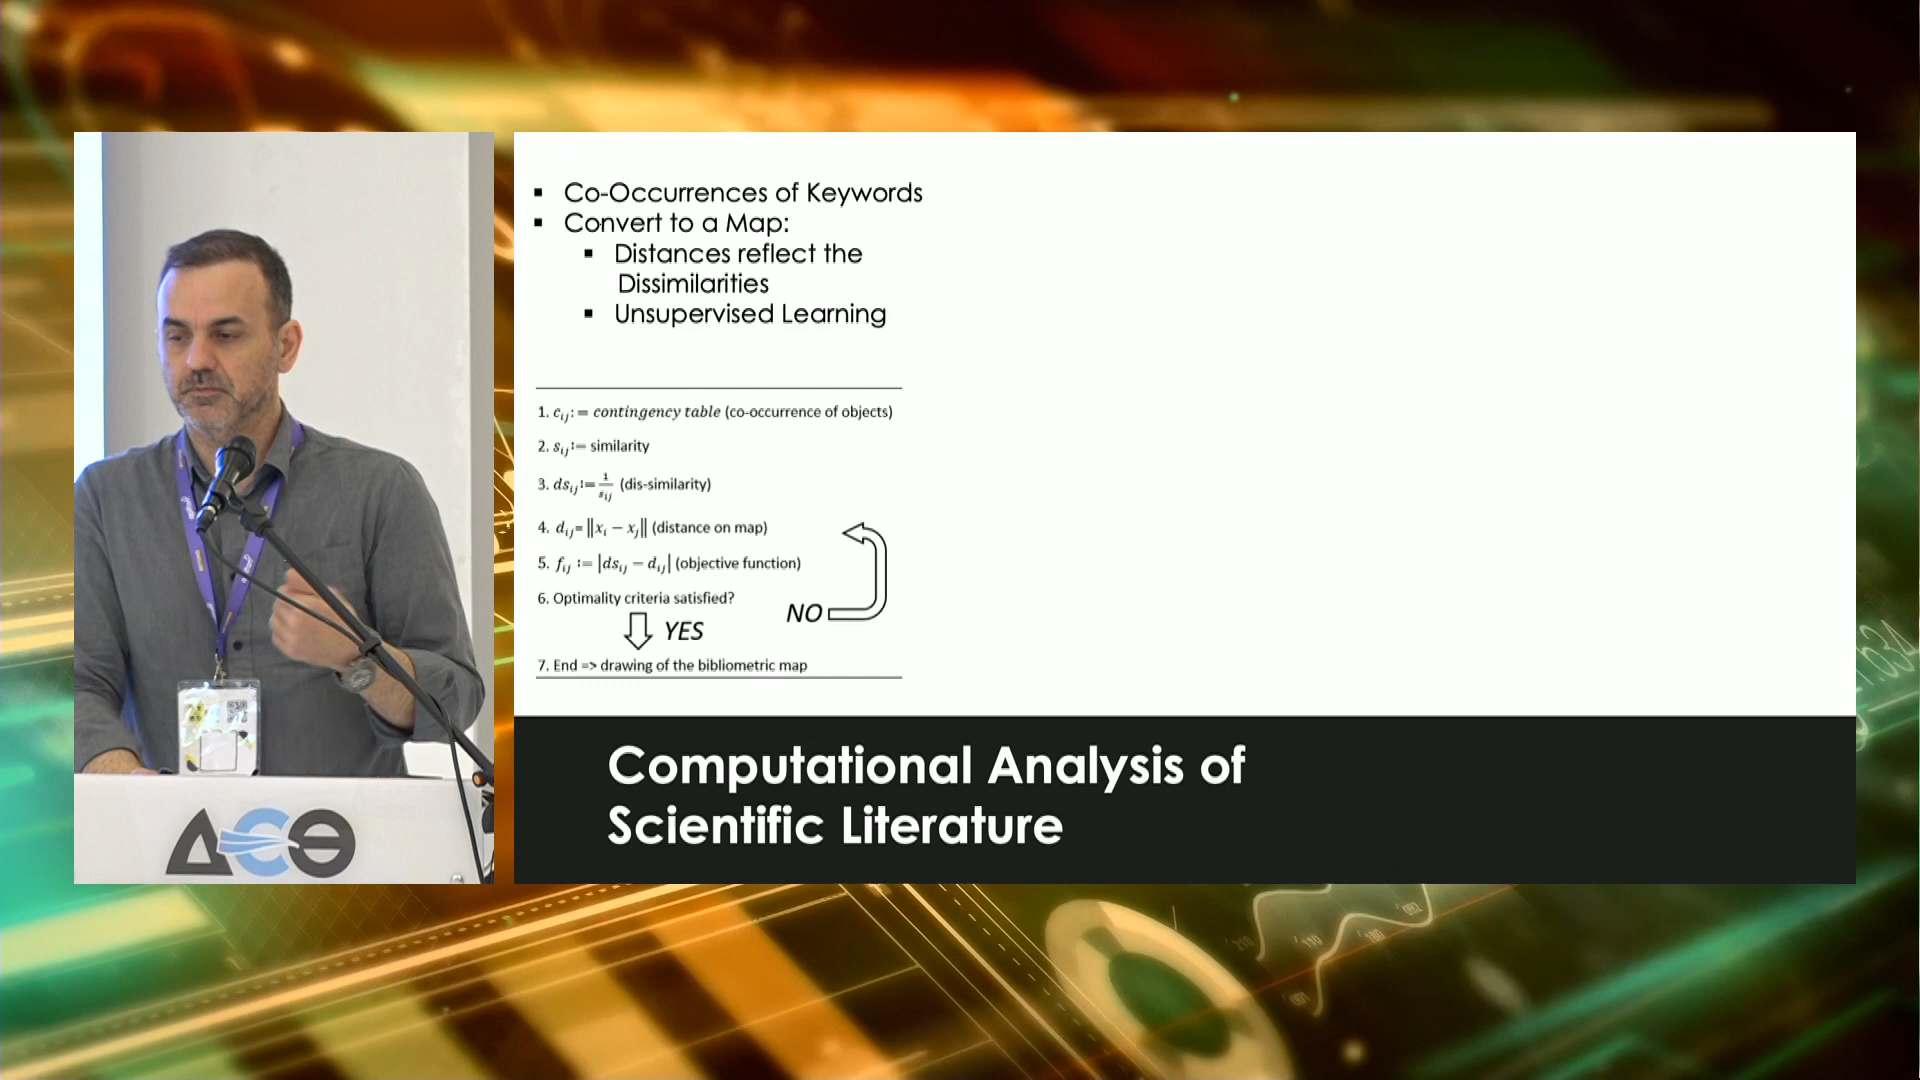 ▪ Co-Occurrences of Keywords
▪ Convert to a Map:
▪ Distances reflect the
Dissimilarities
▪ Unsupervised Learning
1. c_ij := contingency table (co-occurrence of objects)
2. s_ij := similarity
3. ds_ij := 1/s_ij (dis-similarity)
4. d_ij = ‖x_i − x_j‖ (distance on map)
5. f_ij := |ds_ij − d_ij| (objective function)
6. Optimality criteria satisfied?
NO
YES
7. End => drawing of the bibliometric map
Computational Analysis of
Scientific Literature
ΔCΘ